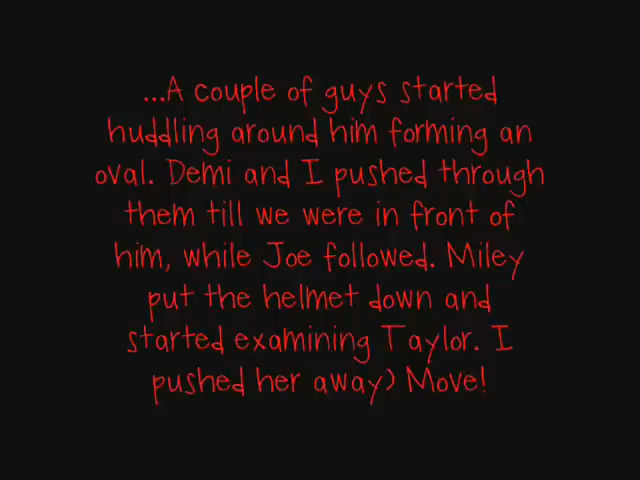 ...A couple of guys started
huddling around him forming an
oval. Demi and I pushed through
them till we were in front of
him, while Joe followed. Miley
put the helmet down and
started examining Taylor. I
pushed her away) Move!